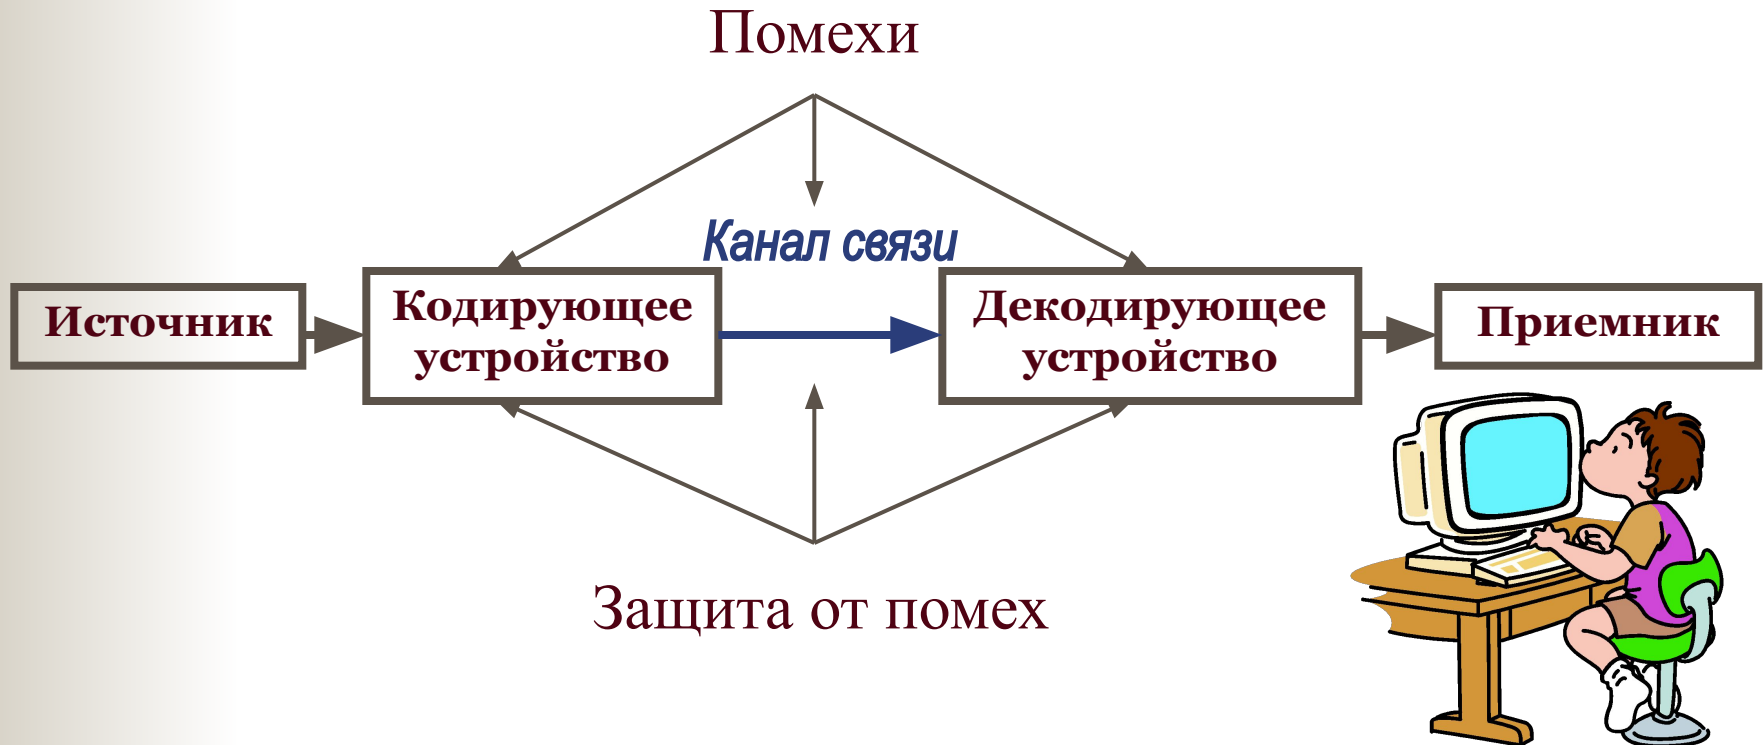 Помехи
Канал связи
Источник
Кодирующее
устройство
Декодирующее
устройство
Приемник
Защита от помех